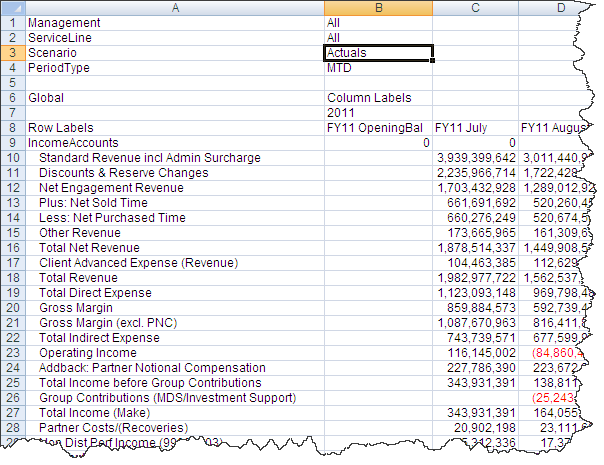 A B C D
1 Management All
2 ServiceLine All
3 Scenario Actuals
4 PeriodType MTD
5
6 Global Column Labels
7 2011
8 Row Labels FY11 OpeningBal FY11 July FY11 Augus
9 IncomeAccounts 0 0
10 Standard Revenue incl Admin Surcharge 3,939,399,642 3,011,440,9
11 Discounts & Reserve Changes 2,235,966,714 1,722,428
12 Net Engagement Revenue 1,703,432,928 1,289,012,92
13 Plus: Net Sold Time 661,691,692 520,260,4
14 Less: Net Purchased Time 660,276,249 520,674,5
15 Other Revenue 173,665,965 161,309,6
16 Total Net Revenue 1,878,514,337 1,449,908,5
17 Client Advanced Expense (Revenue) 104,463,385 112,629
18 Total Revenue 1,982,977,722 1,562,537,
19 Total Direct Expense 1,123,093,148 969,798,4
20 Gross Margin 859,884,573 592,739,4
21 Gross Margin (excl. PNC) 1,087,670,963 816,411,
22 Total Indirect Expense 743,739,571 677,599,
23 Operating Income 116,145,002 (84,860,4
24 Addback: Partner Notional Compensation 227,786,390 223,672,
25 Total Income before Group Contributions 343,931,391 138,811
26 Group Contributions (MDS/Investment Support) (25,243
27 Total Income (Make) 343,931,391 164,055
28 Partner Costs/(Recoveries) 20,902,198 23,111,
Dist Perf Income 312,336 17,37